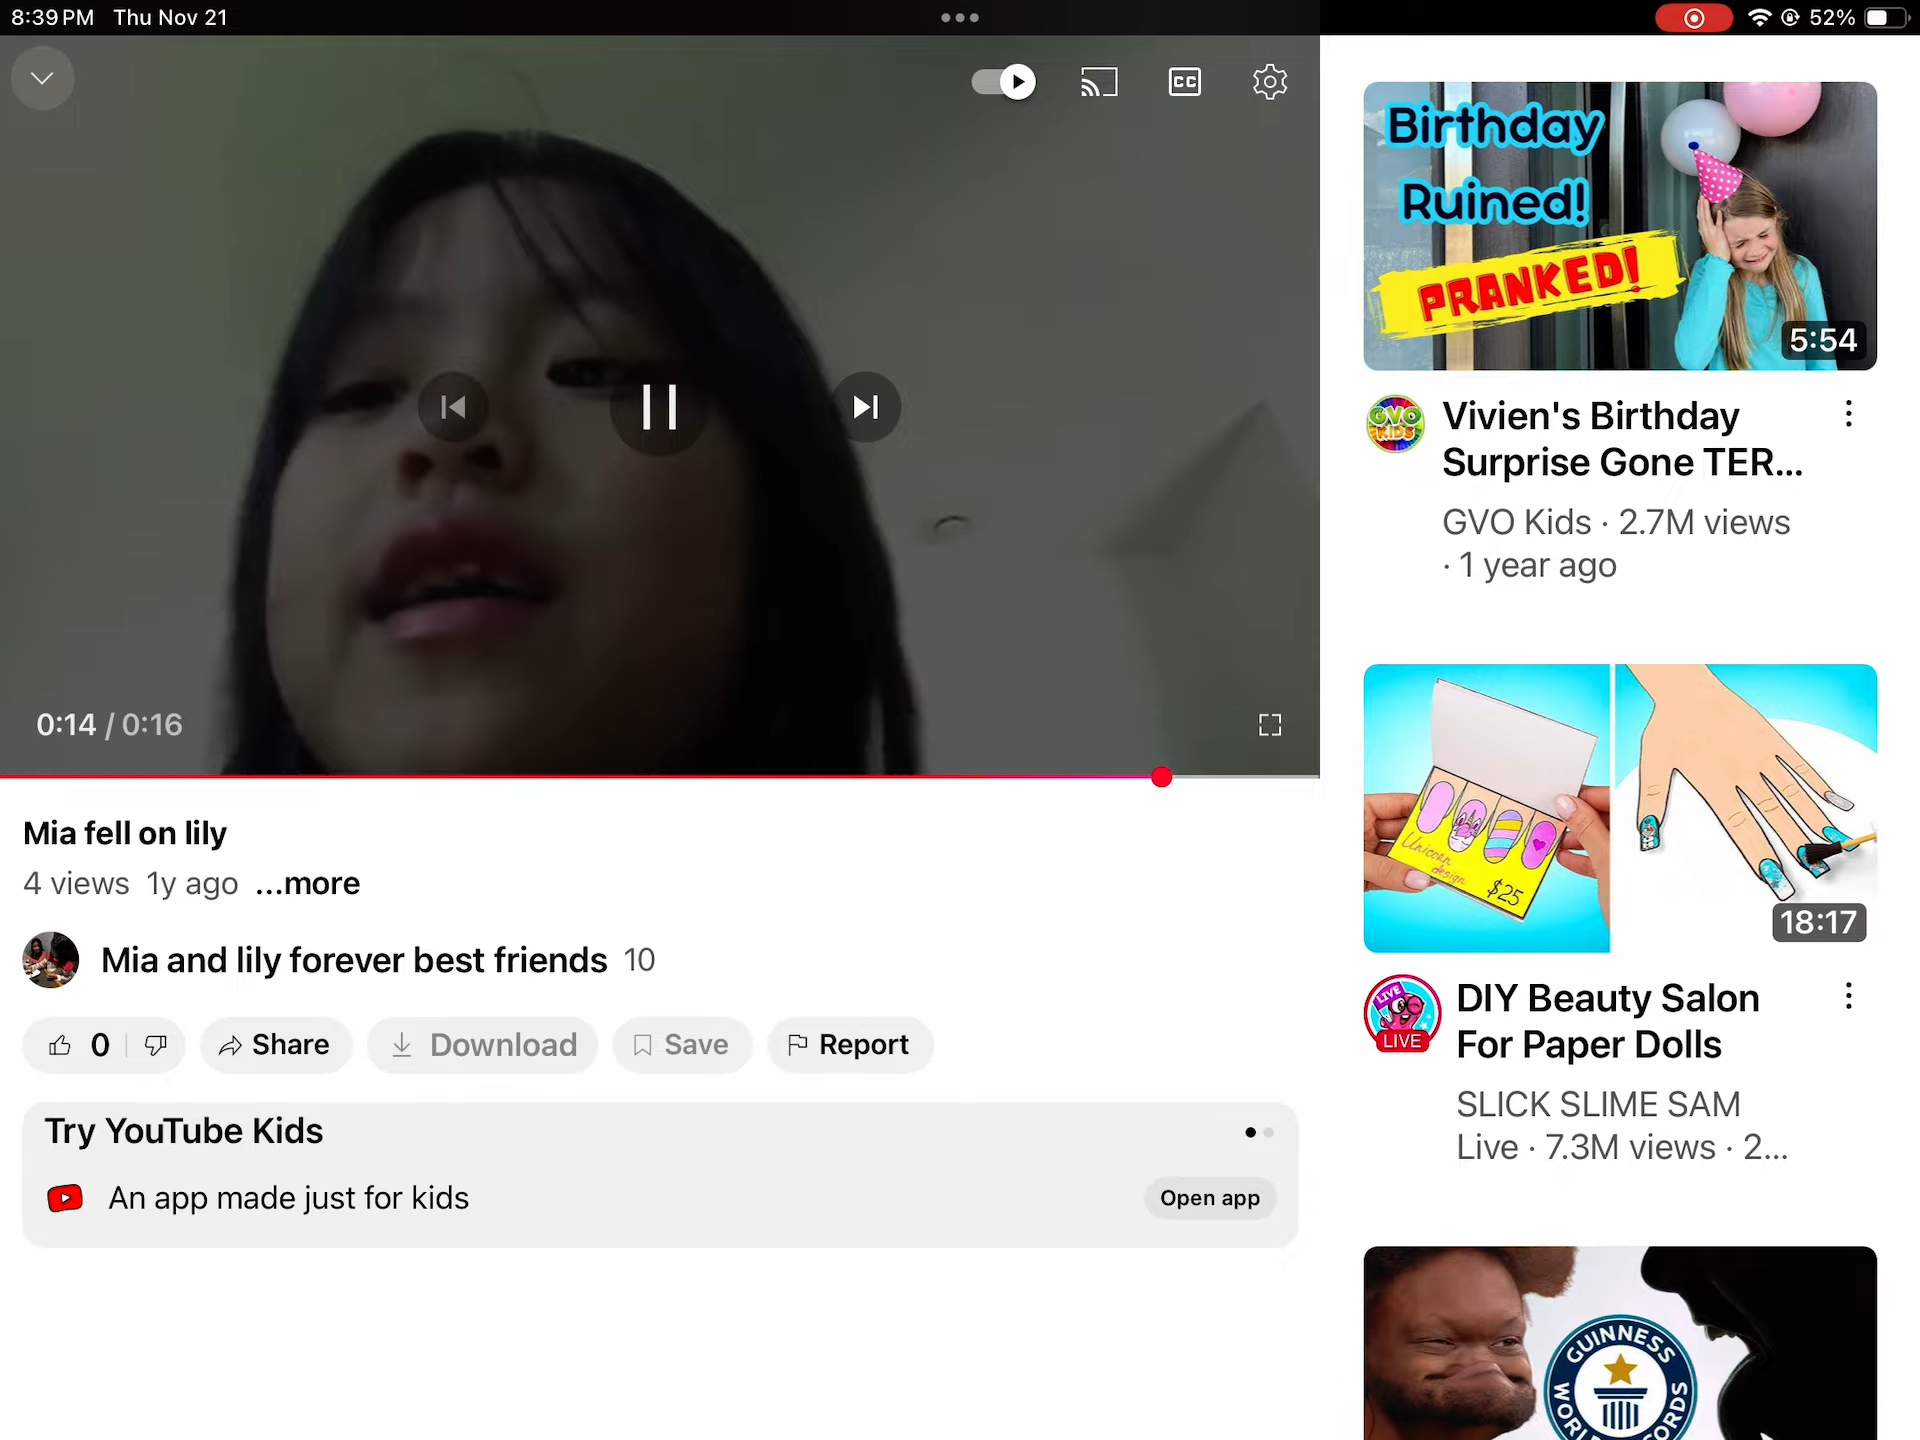 8:39 PM Thu Nov 21
52%
CC
0:14 / 0:16
Mia fell on lily
4 views 1y ago ...more
Mia and lily forever best friends 10
0
Share
Download
Save
Report
Try YouTube Kids
An app made just for kids
Open app
Birthday
Ruined!
PRANKED!
5:54
GVO
KIDS
Vivien's Birthday
Surprise Gone TER...
GVO Kids · 2.7M views
· 1 year ago
Unicorn
design
$25
18:17
LIVE
LIVE
DIY Beauty Salon
For Paper Dolls
SLICK SLIME SAM
Live · 7.3M views · 2...
GUINNESS